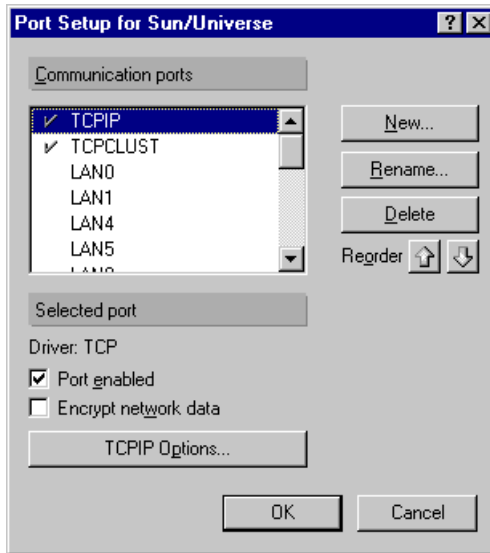 Port Setup for Sun/Universe
Communication ports
TCPIP
TCPCLUST
LAN0
LAN1
LAN4
LAN5
New...
Rename...
Delete
Reorder
Selected port
Driver: TCP
Port enabled
Encrypt network data
TCPIP Options...
OK
Cancel